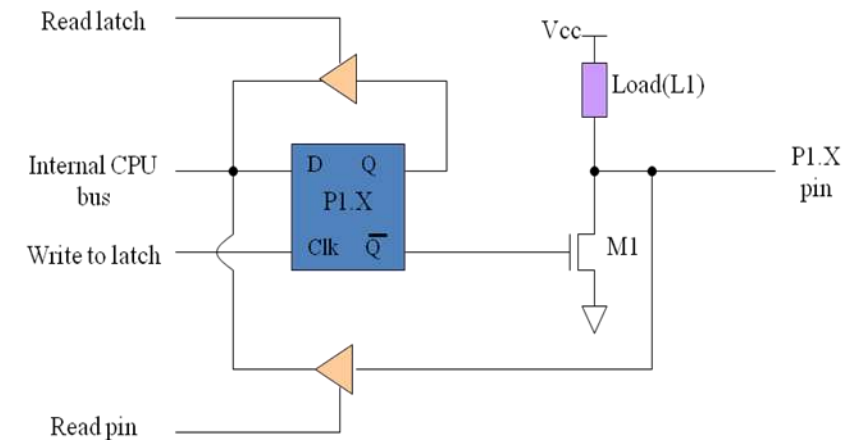 Read latch
Vcc
Load(L1)
Internal CPU
bus
D Q
P1.X
Clk Q̅
P1.X
pin
Write to latch
M1
Read pin